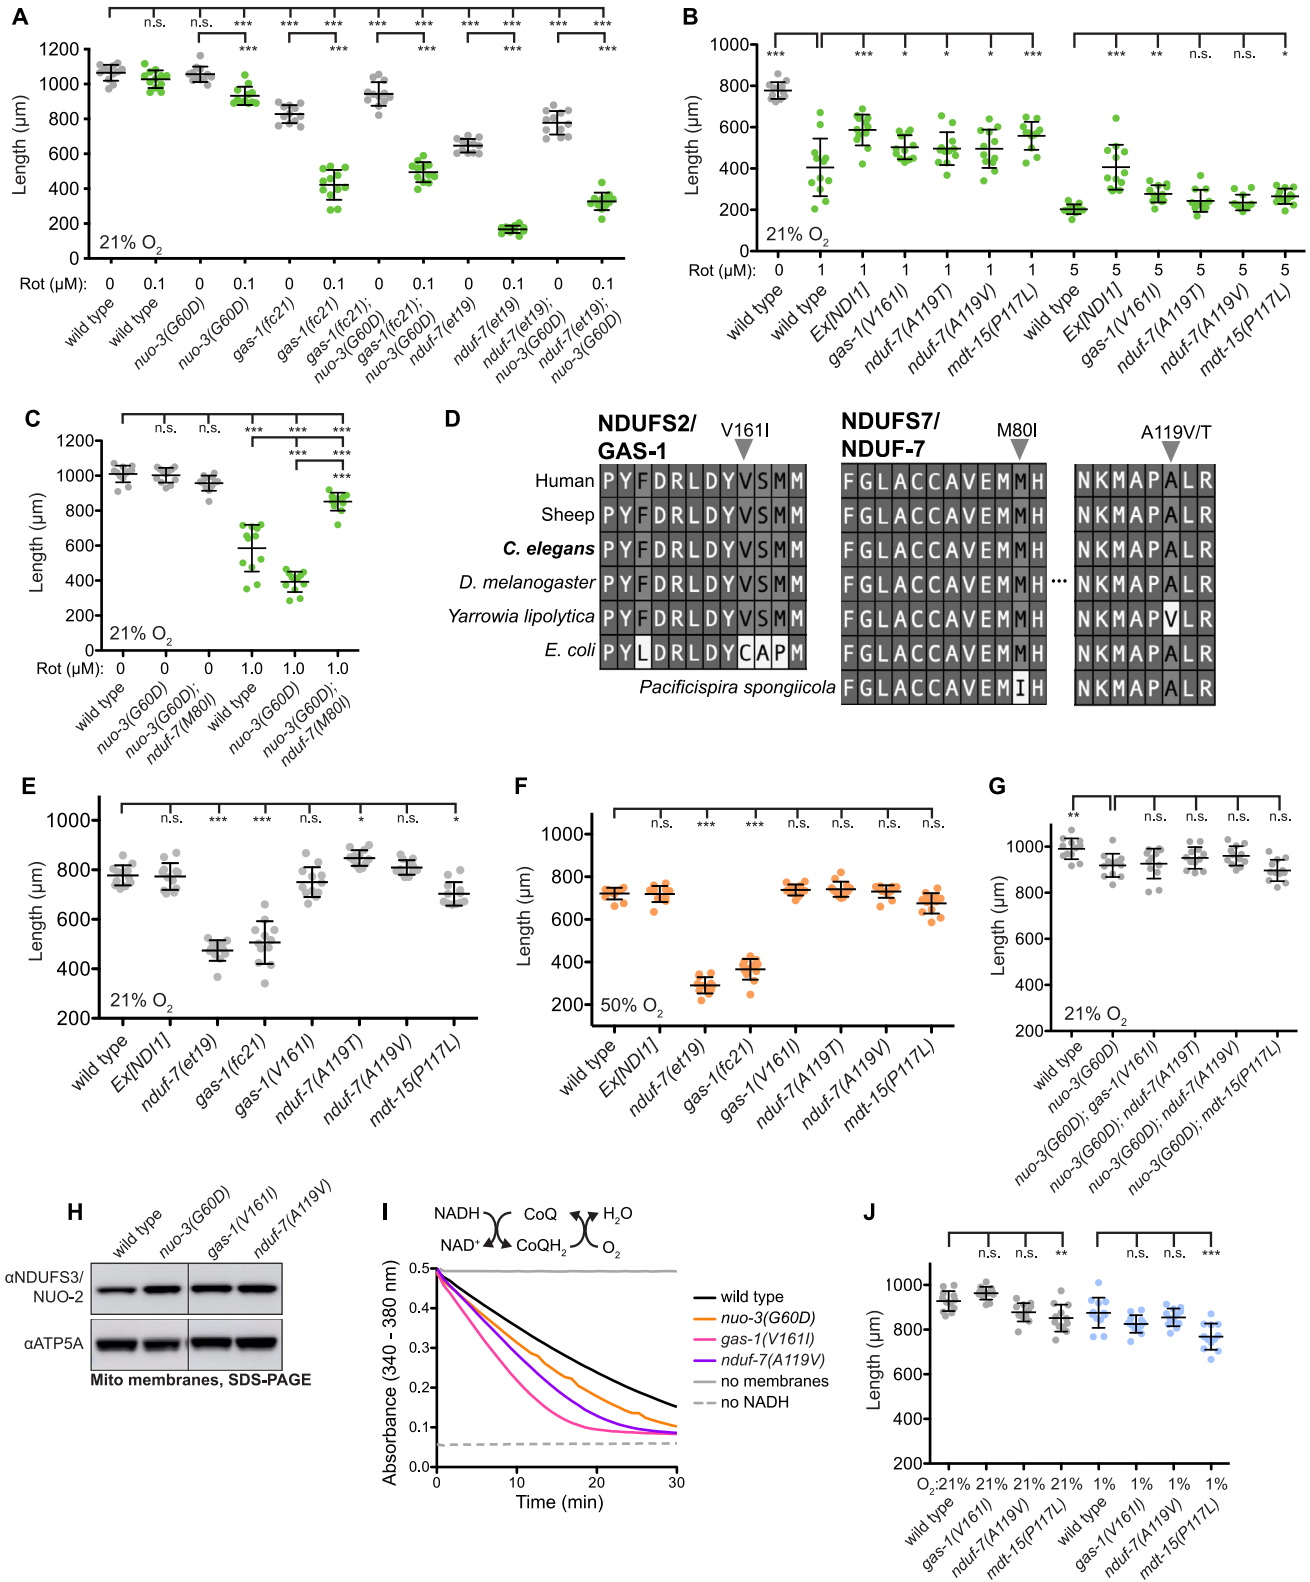 A
n.s. n.s. *** *** *** *** *** *** *** *** ***
*** *** *** *** ***
Length (µm)
1200
1000
800
600
400
200
0
21% O2
Rot (µM): 0 0.1 0 0.1 0 0.1 0 0.1 0 0.1 0 0.1
wild type
wild type
nuo-3(G60D)
nuo-3(G60D)
gas-1(fc21)
gas-1(fc21)
gas-1(fc21);
nuo-3(G60D)
gas-1(fc21);
nuo-3(G60D)
nduf-7(et19)
nduf-7(et19)
nduf-7(et19);
nuo-3(G60D)
nduf-7(et19);
nuo-3(G60D)
B
*** *** * * * *** *** ** n.s. n.s. *
Length (µm)
1000
800
600
400
200
0
21% O2
Rot (µM): 0 1 1 1 1 1 1 5 5 5 5 5 5
wild type
wild type
Ex[NDI1]
gas-1(V161I)
nduf-7(A119T)
nduf-7(A119V)
mdt-15(P117L)
wild type
Ex[NDI1]
gas-1(V161I)
nduf-7(A119T)
nduf-7(A119V)
mdt-15(P117L)
C
n.s. n.s. *** *** ***
*** ***
***
Length (µm)
1200
1000
800
600
400
200
0
21% O2
Rot (µM): 0 0 0 1.0 1.0 1.0
wild type
nuo-3(G60D)
nuo-3(G60D);
nduf-7(M80I)
wild type
nuo-3(G60D)
nuo-3(G60D);
nduf-7(M80I)
D
NDUFS2/
GAS-1
V161I
NDUFS7/
NDUF-7
M80I
A119V/T
Human PYFDRLDYVSMM FGLACCAVEMMH NKMAPALR
Sheep PYFDRLDYVSMM FGLACCAVEMMH NKMAPALR
C. elegans PYFDRLDYVSMM FGLACCAVEMMH NKMAPALR
D. melanogaster PYFDRLDYVSMM FGLACCAVEMMH ... NKMAPALR
Yarrowia lipolytica PYFDRLDYVSMM FGLACCAVEMMH NKMAPVLR
E. coli PYLDRLDYCAPM FGLACCAVEMMH NKMAPALR
Pacificispira spongiicola FGLACCAVEMIH NKMAPALR
E
n.s. *** *** n.s. * n.s. *
Length (µm)
1000
800
600
400
200
21% O2
wild type
Ex[NDI1]
nduf-7(et19)
gas-1(fc21)
gas-1(V161I)
nduf-7(A119T)
nduf-7(A119V)
mdt-15(P117L)
F
n.s. *** *** n.s. n.s. n.s. n.s.
Length (µm)
1000
800
600
400
200
50% O2
wild type
Ex[NDI1]
nduf-7(et19)
gas-1(fc21)
gas-1(V161I)
nduf-7(A119T)
nduf-7(A119V)
mdt-15(P117L)
G
** n.s. n.s. n.s. n.s.
Length (µm)
1000
800
600
400
200
21% O2
wild type
nuo-3(G60D)
nuo-3(G60D); gas-1(V161I)
nuo-3(G60D); nduf-7(A119T)
nuo-3(G60D); nduf-7(A119V)
nuo-3(G60D); mdt-15(P117L)
H
wild type
nuo-3(G60D)
gas-1(V161I)
nduf-7(A119V)
αNDUFS3/
NUO-2
αATP5A
Mito membranes, SDS-PAGE
I
NADH CoQ H2O
NAD+ CoQH2 O2
Absorbance (340 - 380 nm)
0.5
0.4
0.3
0.2
0.1
0.0
0 10 20 30
Time (min)
wild type
nuo-3(G60D)
gas-1(V161I)
nduf-7(A119V)
no membranes
no NADH
J
n.s. n.s. ** n.s. n.s. ***
Length (µm)
1000
800
600
400
200
O2: 21% 21% 21% 21% 1% 1% 1% 1%
wild type
gas-1(V161I)
nduf-7(A119V)
mdt-15(P117L)
wild type
gas-1(V161I)
nduf-7(A119V)
mdt-15(P117L)